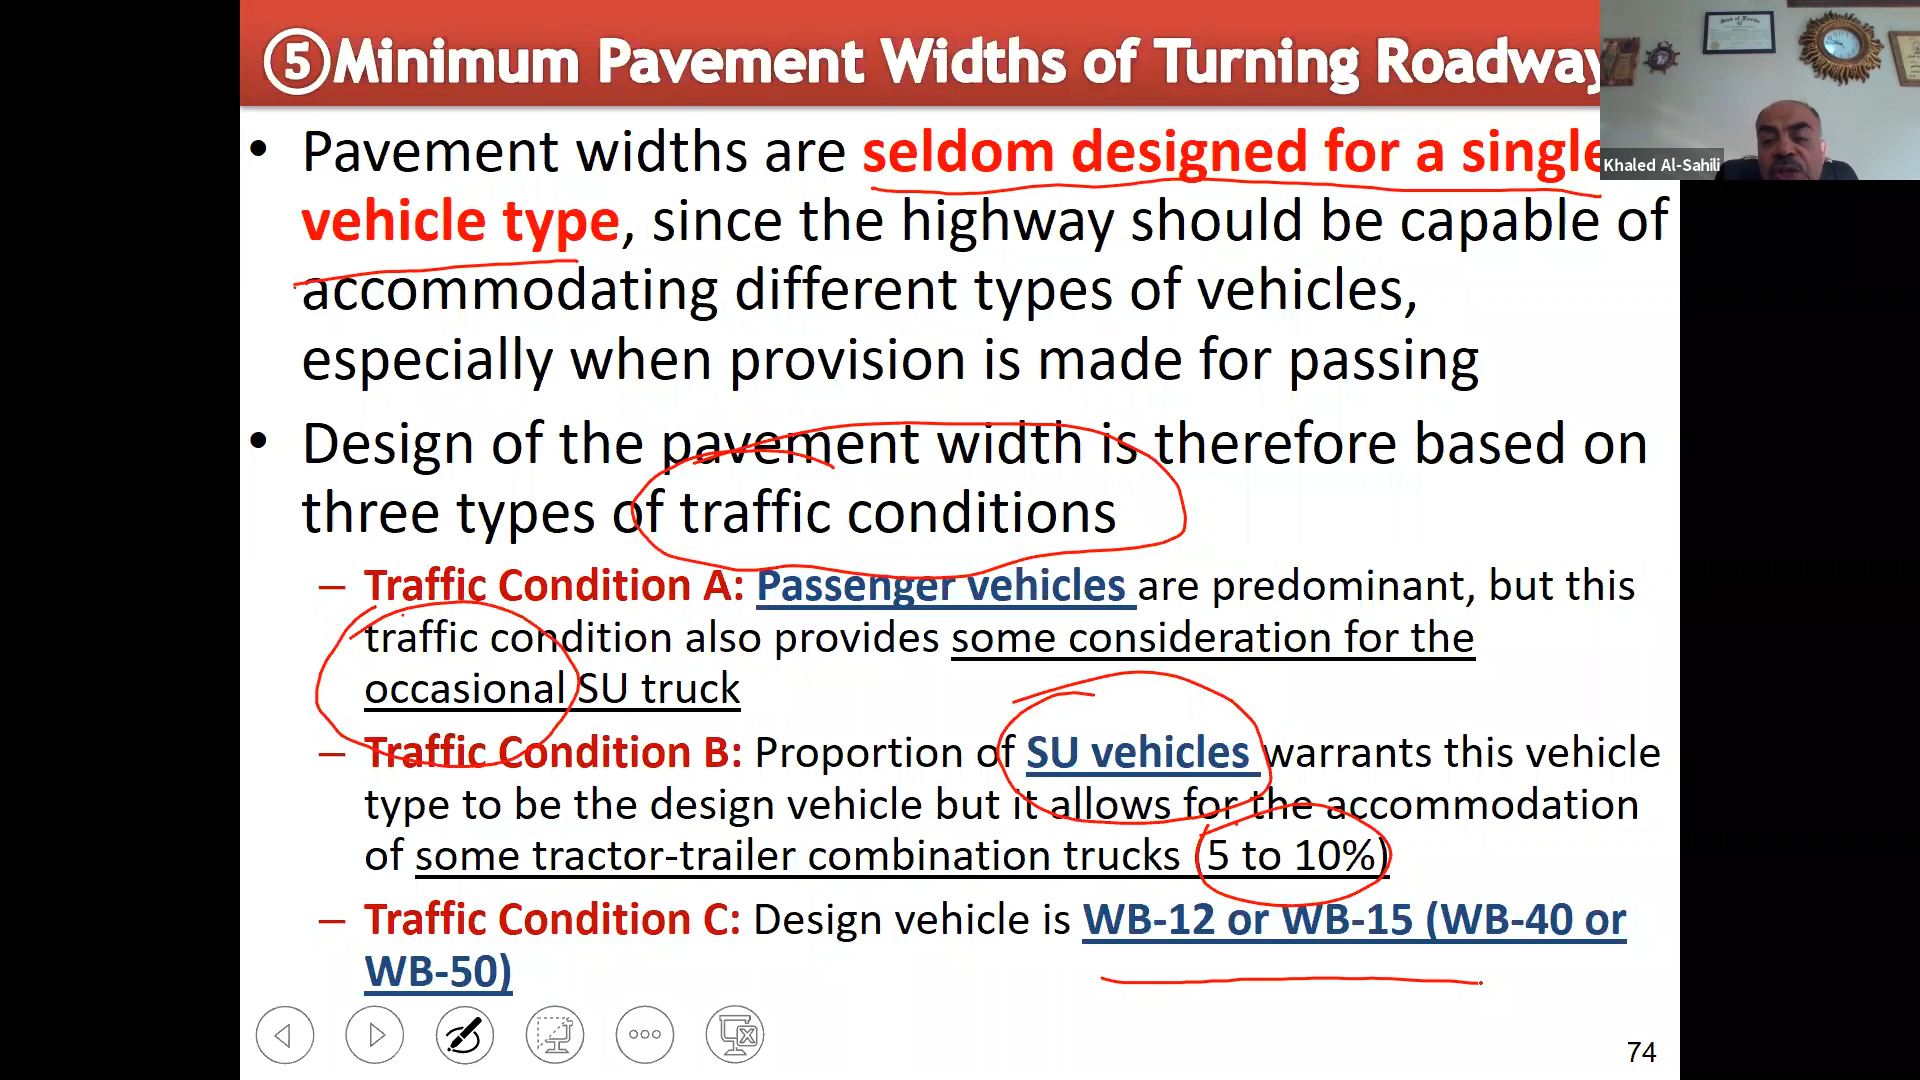 ⑤Minimum Pavement Widths of Turning Roadway
• Pavement widths are seldom designed for a single
vehicle type, since the highway should be capable of
accommodating different types of vehicles,
especially when provision is made for passing
• Design of the pavement width is therefore based on
three types of traffic conditions
– Traffic Condition A: Passenger vehicles are predominant, but this
traffic condition also provides some consideration for the
occasional SU truck
– Traffic Condition B: Proportion of SU vehicles warrants this vehicle
type to be the design vehicle but it allows for the accommodation
of some tractor-trailer combination trucks (5 to 10%)
– Traffic Condition C: Design vehicle is WB-12 or WB-15 (WB-40 or
WB-50)
74
Khaled Al-Sahili